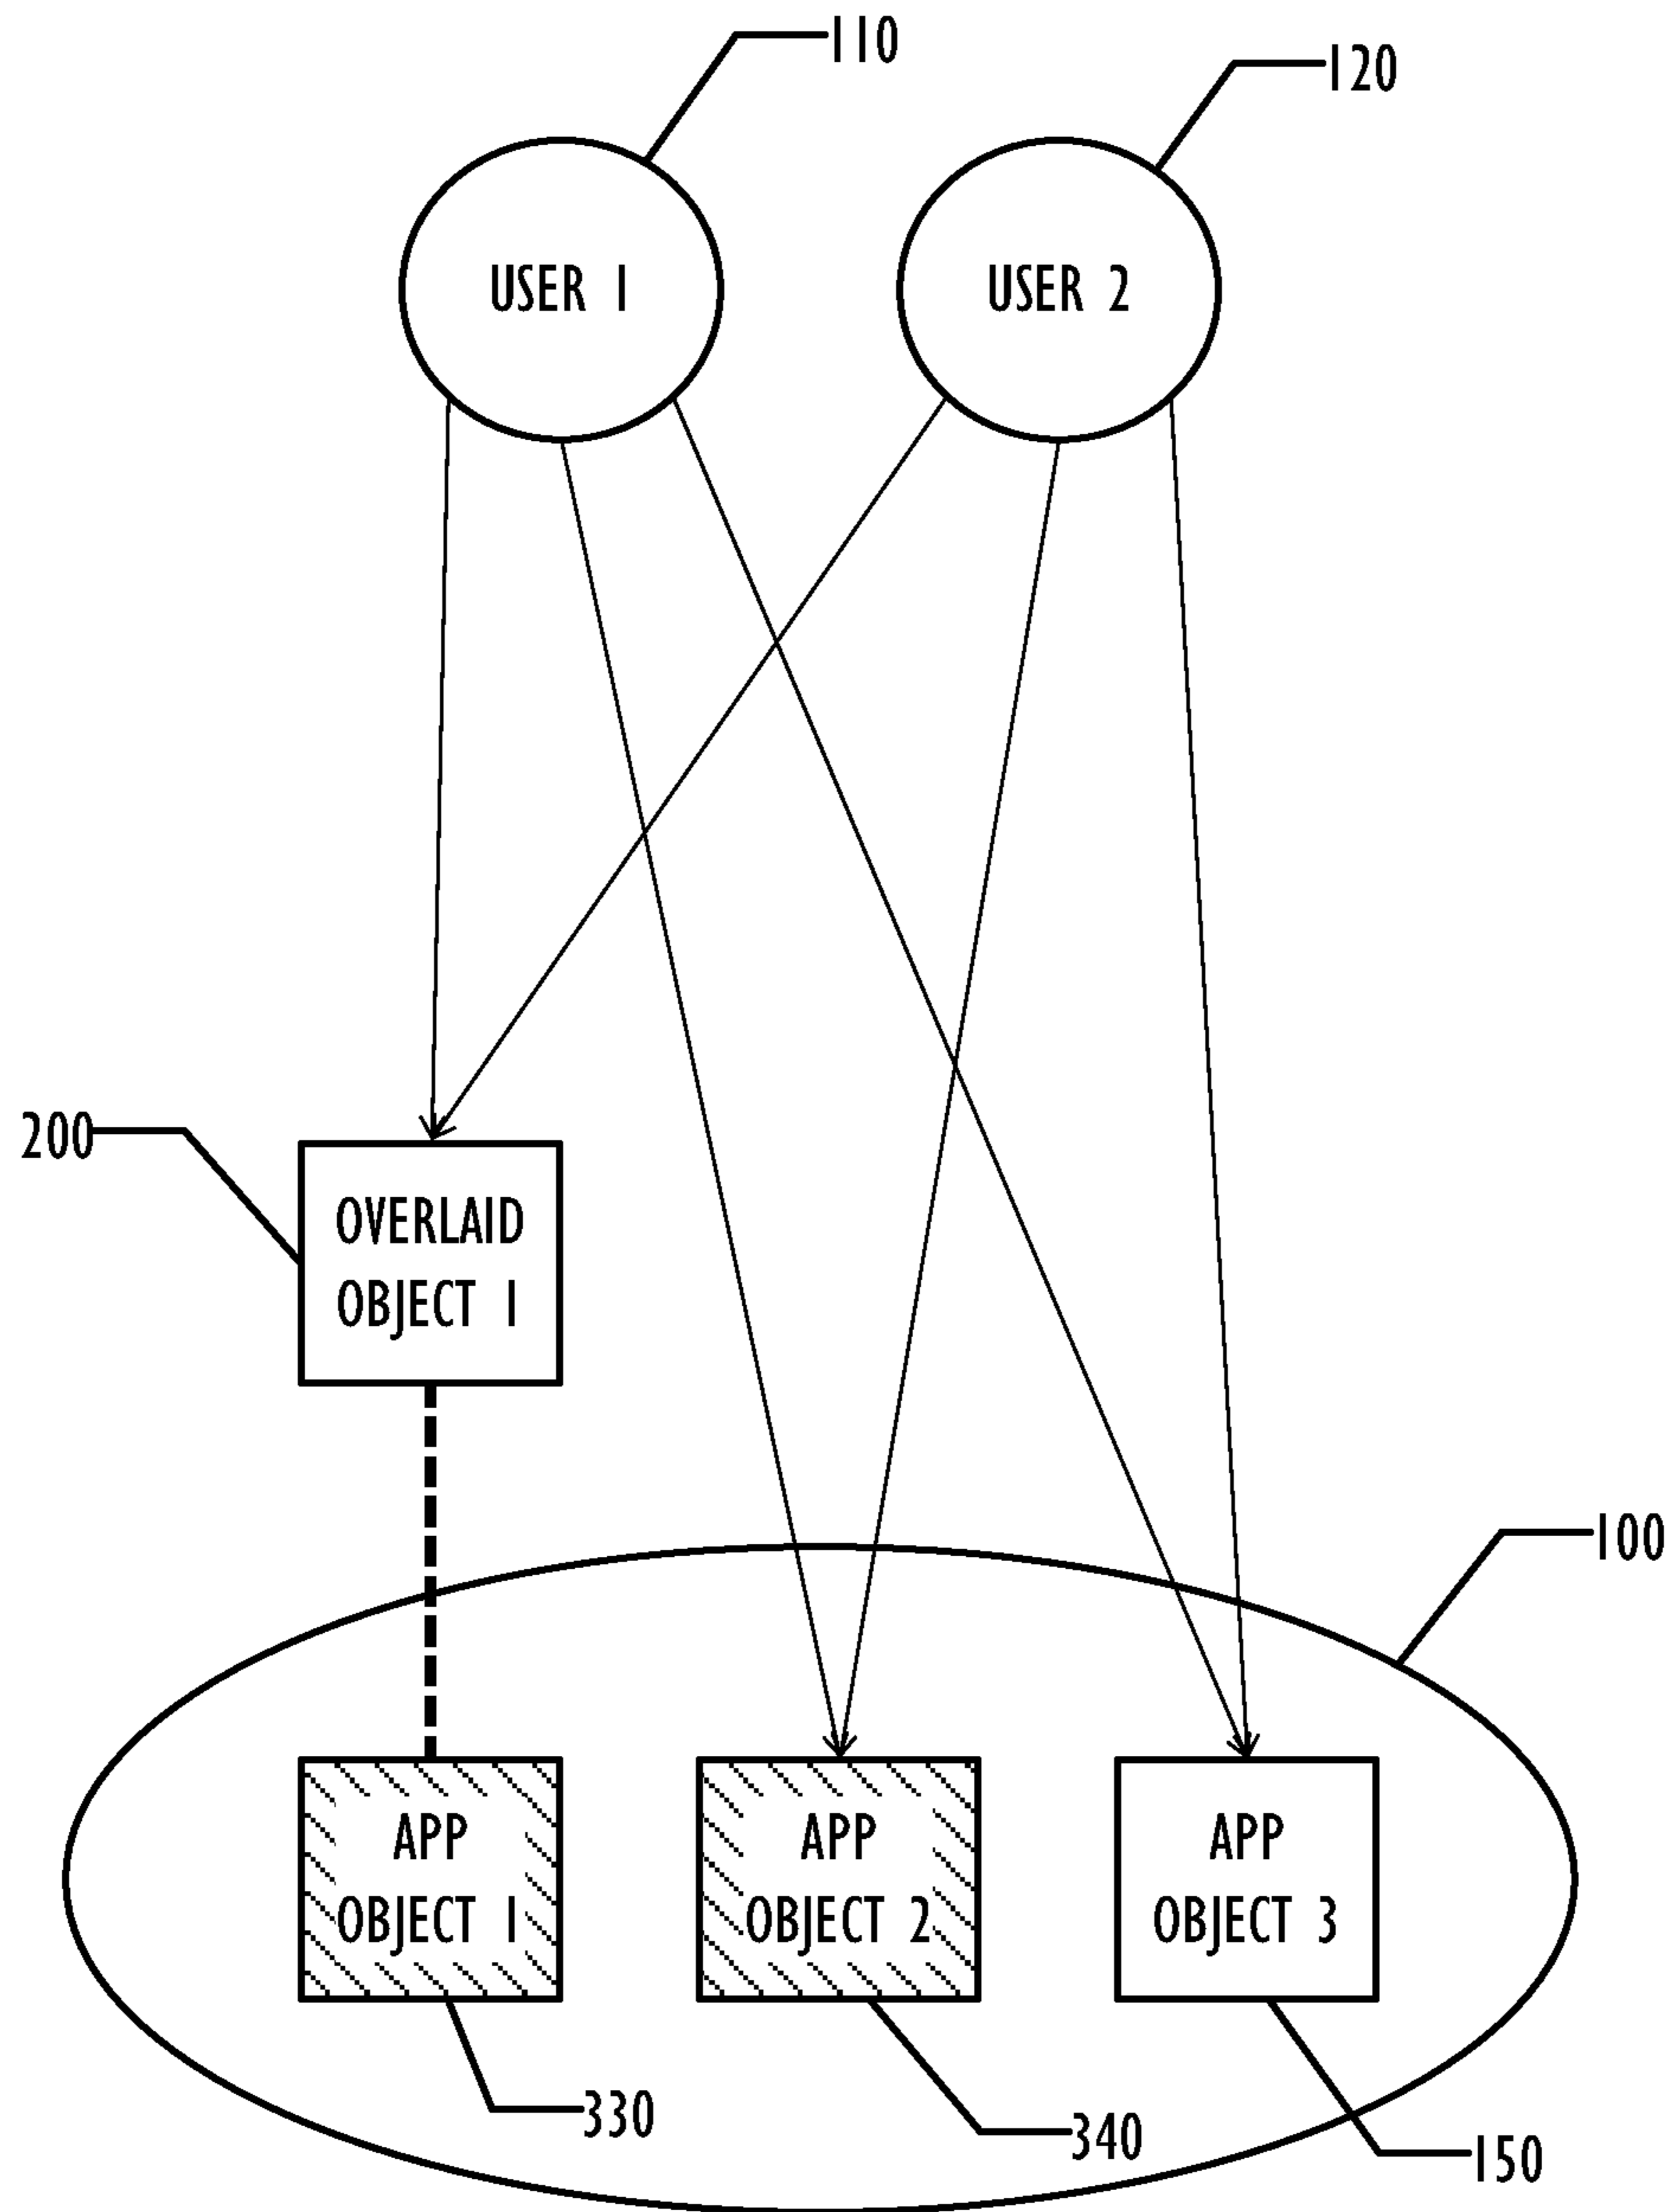 110
120
USER 1
USER 2
200
OVERLAID
OBJECT 1
100
APP
OBJECT 1
APP
OBJECT 2
APP
OBJECT 3
330
340
150